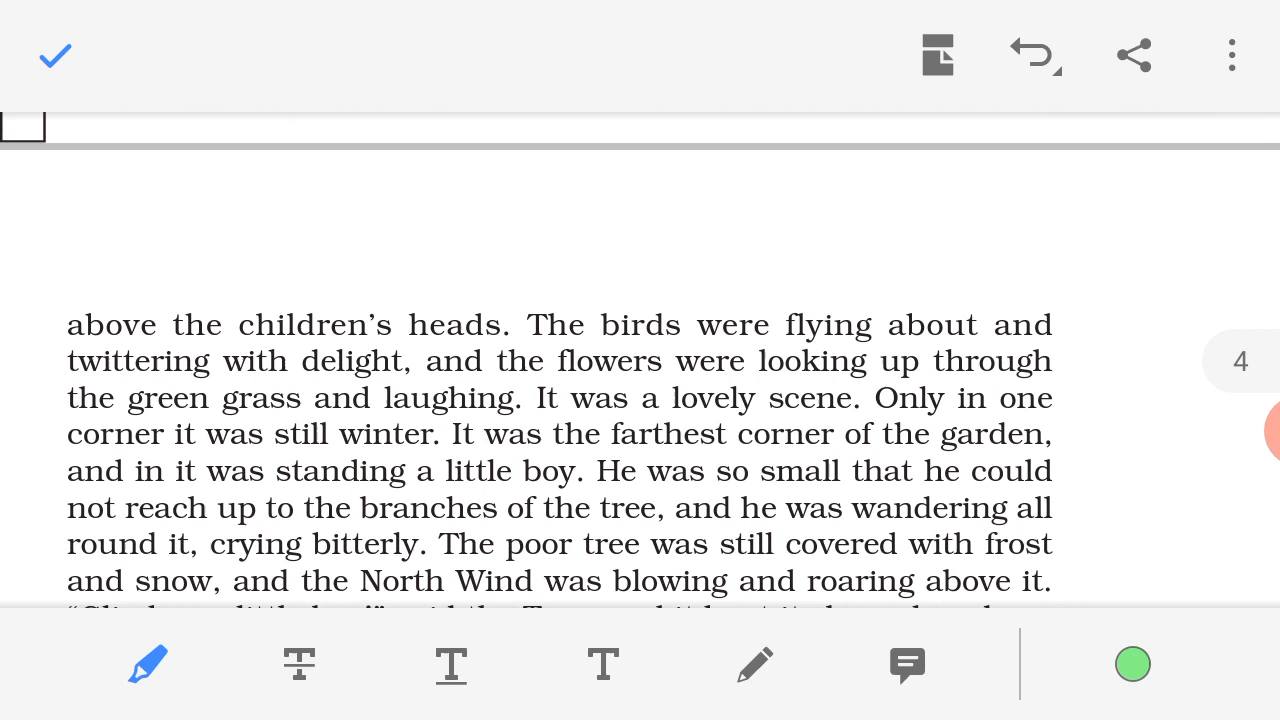 above the children's heads. The birds were flying about and
twittering with delight, and the flowers were looking up through
the green grass and laughing. It was a lovely scene. Only in one
corner it was still winter. It was the farthest corner of the garden,
and in it was standing a little boy. He was so small that he could
not reach up to the branches of the tree, and he was wandering all
round it, crying bitterly. The poor tree was still covered with frost
and snow, and the North Wind was blowing and roaring above it.
4